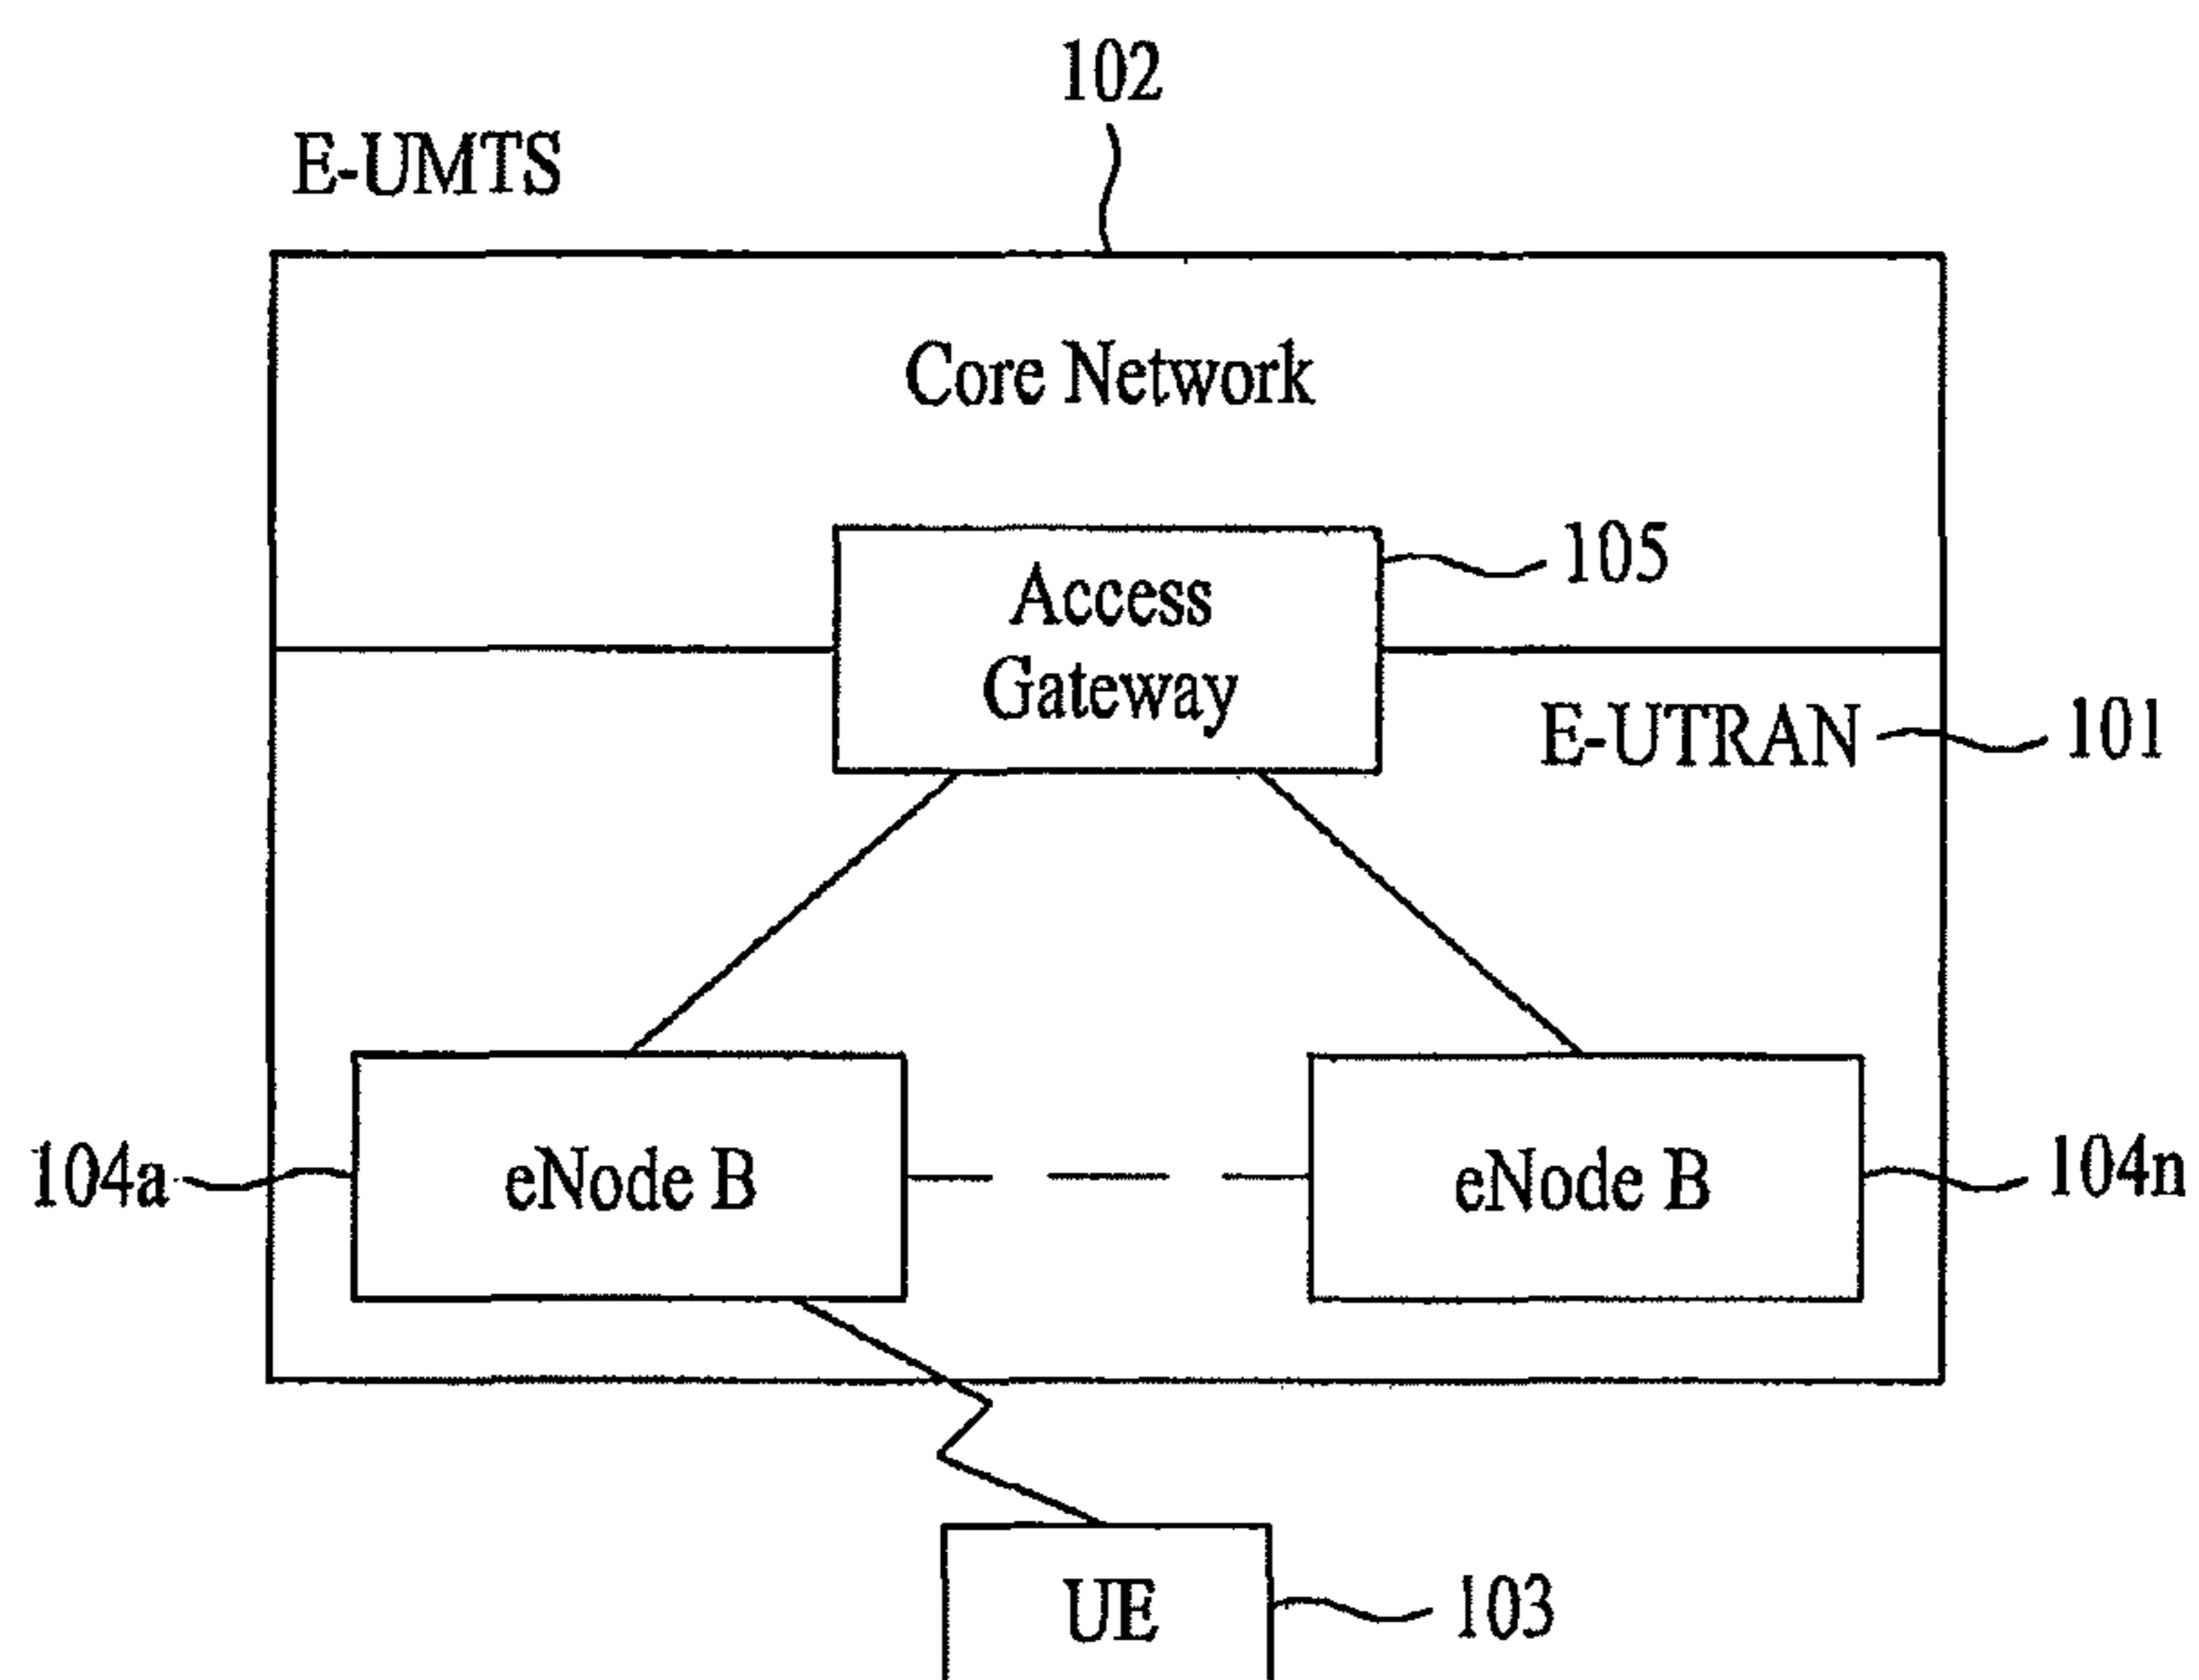 102
E-UMTS
Core Network
Access
Gateway
105
E-UTRAN
101
104a
eNode B
eNode B
104n
UE
103